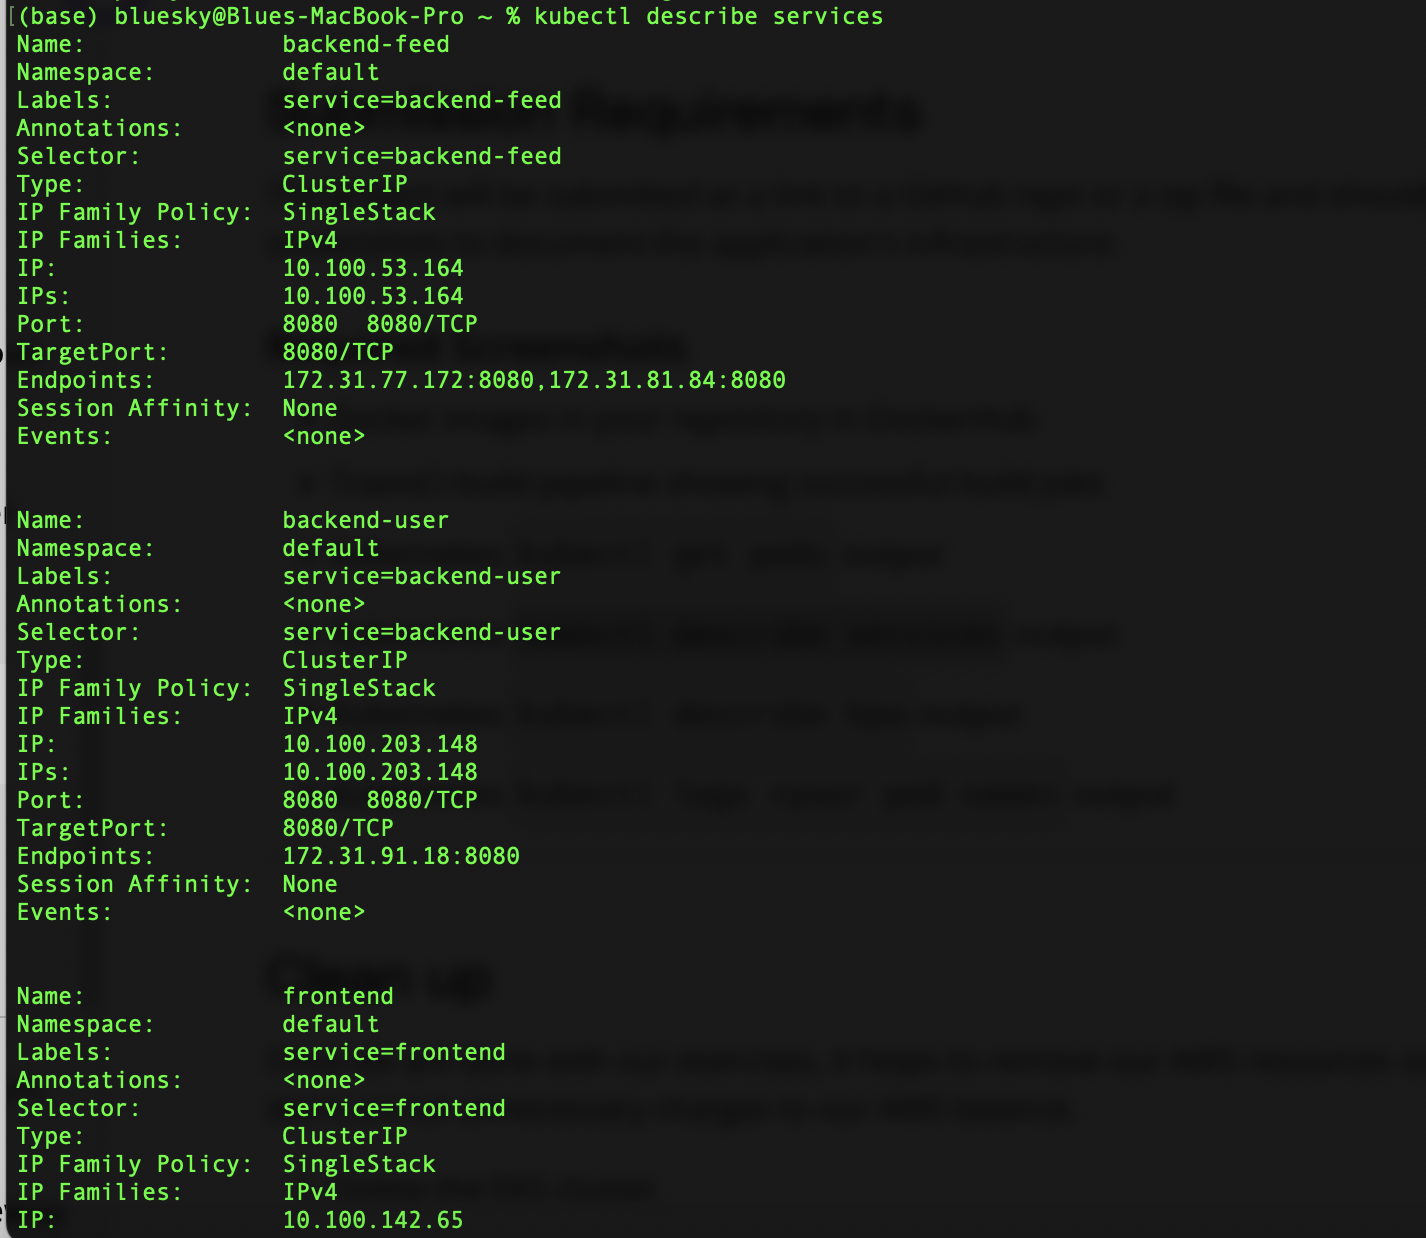 (base) bluesky@Blues-MacBook-Pro ~ % kubectl describe services
Name: backend-feed
Namespace: default
Labels: service=backend-feed
Annotations: <none>
Selector: service=backend-feed
Type: ClusterIP
IP Family Policy: SingleStack
IP Families: IPv4
IP: 10.100.53.164
IPs: 10.100.53.164
Port: 8080 8080/TCP
TargetPort: 8080/TCP
Endpoints: 172.31.77.172:8080,172.31.81.84:8080
Session Affinity: None
Events: <none>
Name: backend-user
Namespace: default
Labels: service=backend-user
Annotations: <none>
Selector: service=backend-user
Type: ClusterIP
IP Family Policy: SingleStack
IP Families: IPv4
IP: 10.100.203.148
IPs: 10.100.203.148
Port: 8080 8080/TCP
TargetPort: 8080/TCP
Endpoints: 172.31.91.18:8080
Session Affinity: None
Events: <none>
Name: frontend
Namespace: default
Labels: service=frontend
Annotations: <none>
Selector: service=frontend
Type: ClusterIP
IP Family Policy: SingleStack
IP Families: IPv4
IP: 10.100.142.65